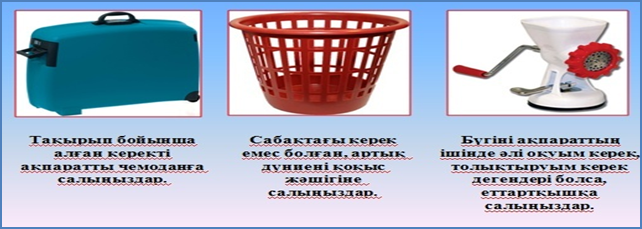 Тақырып бойынша
алған керекті
ақпаратты чемоданға
салыңыздар.
Сабақтағы керек
емес болған, артық
дүниені қоқыс
жәшігіне
салыңыздар.
Бүгіні ақпараттың
ішінде әлі оқуым керек,
толықтыруым керек
дегендері болса,
еттартқышқа
салыңыздар.